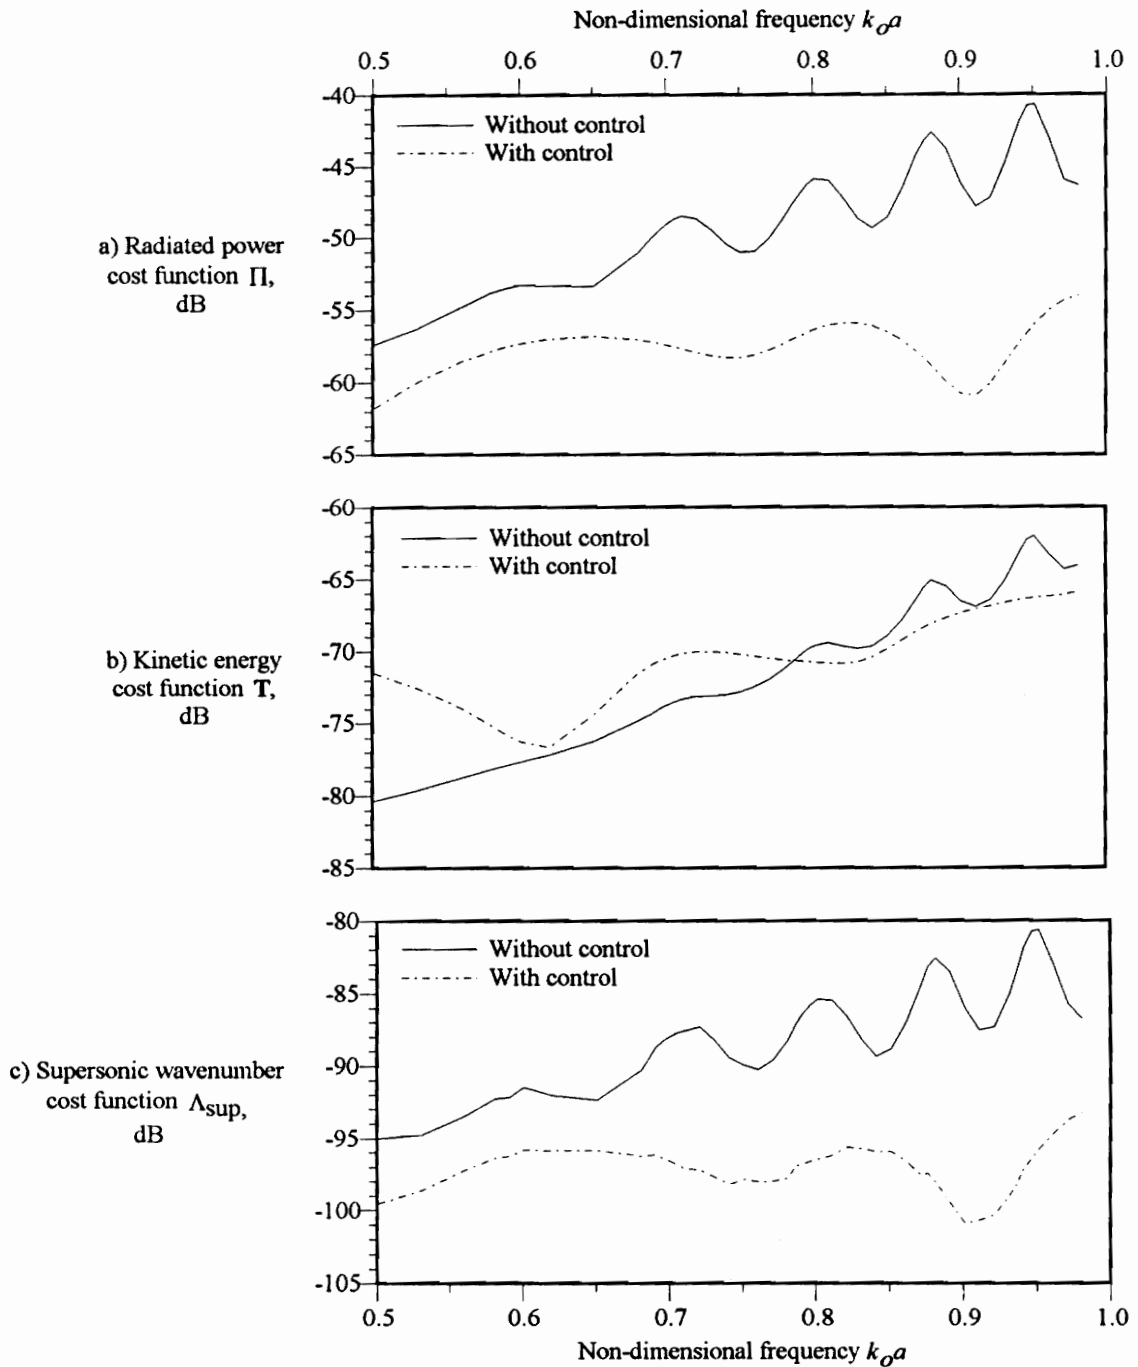 Non-dimensional frequency kₒa
0.5 0.6 0.7 0.8 0.9 1.0
-40
-45
-50
-55
-60
-65
Without control
With control
a) Radiated power
cost function Π,
dB
-60
-65
-70
-75
-80
-85
Without control
With control
b) Kinetic energy
cost function T,
dB
-80
-85
-90
-95
-100
-105
Without control
With control
c) Supersonic wavenumber
cost function Λsup,
dB
0.5 0.6 0.7 0.8 0.9 1.0
Non-dimensional frequency kₒa